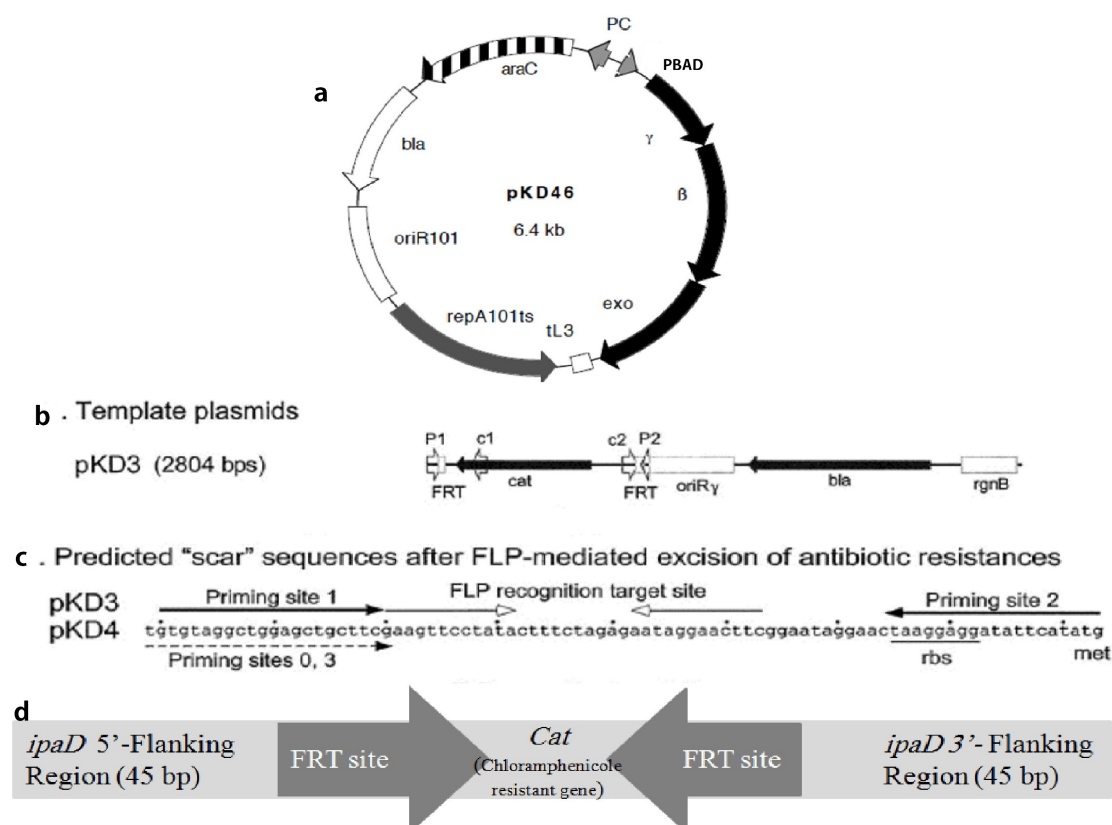 a
PC
PBAD
araC
bla
γ
ß
pKD46
6.4 kb
oriR101
exo
repA101ts
tL3
b . Template plasmids
P1 c1 c2 P2
pKD3 (2804 bps)
FRT cat FRT oriRγ bla rgnB
c . Predicted “scar” sequences after FLP-mediated excision of antibiotic resistances
pKD3 Priming site 1 FLP recognition target site Priming site 2
pKD4 tgtgtaggctggagctgcttcgaagttcctatactttctagagaataggaacttcggaataggaactaaggaggatattcatatg
Priming sites 0, 3 rbs met
d
ipaD 5’-Flanking
Region (45 bp)
FRT site
Cat
(Chloramphenicole
resistant gene)
FRT site
ipaD 3’- Flanking
Region (45 bp)